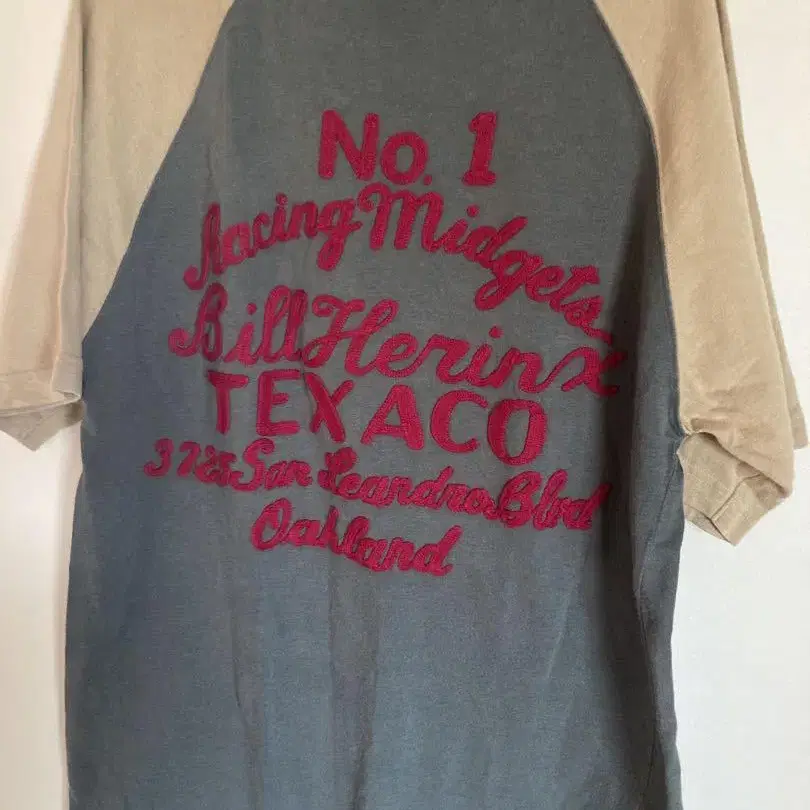 No. 1
Racing Midgets
Bill Herinx
TEXACO
3725 San Leandro Blvd
Oakland